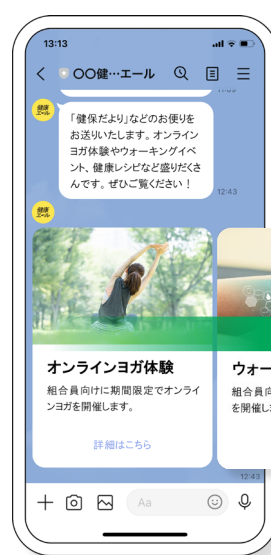 13:13
〇〇健…エール
健康
エール
「健保だより」などのお便りを
お送りいたします。オンライン
ヨガ体験やウォーキングイベ
ント、健康レシピなど盛りだくさ
んです。ぜひご覧ください！
12:43
健康
エール
オンラインヨガ体験
組合員向けに期間限定でオンライ
ンヨガを開催します。
詳細はこちら
ウォー
組合員向
を開催し
12:43
Aa